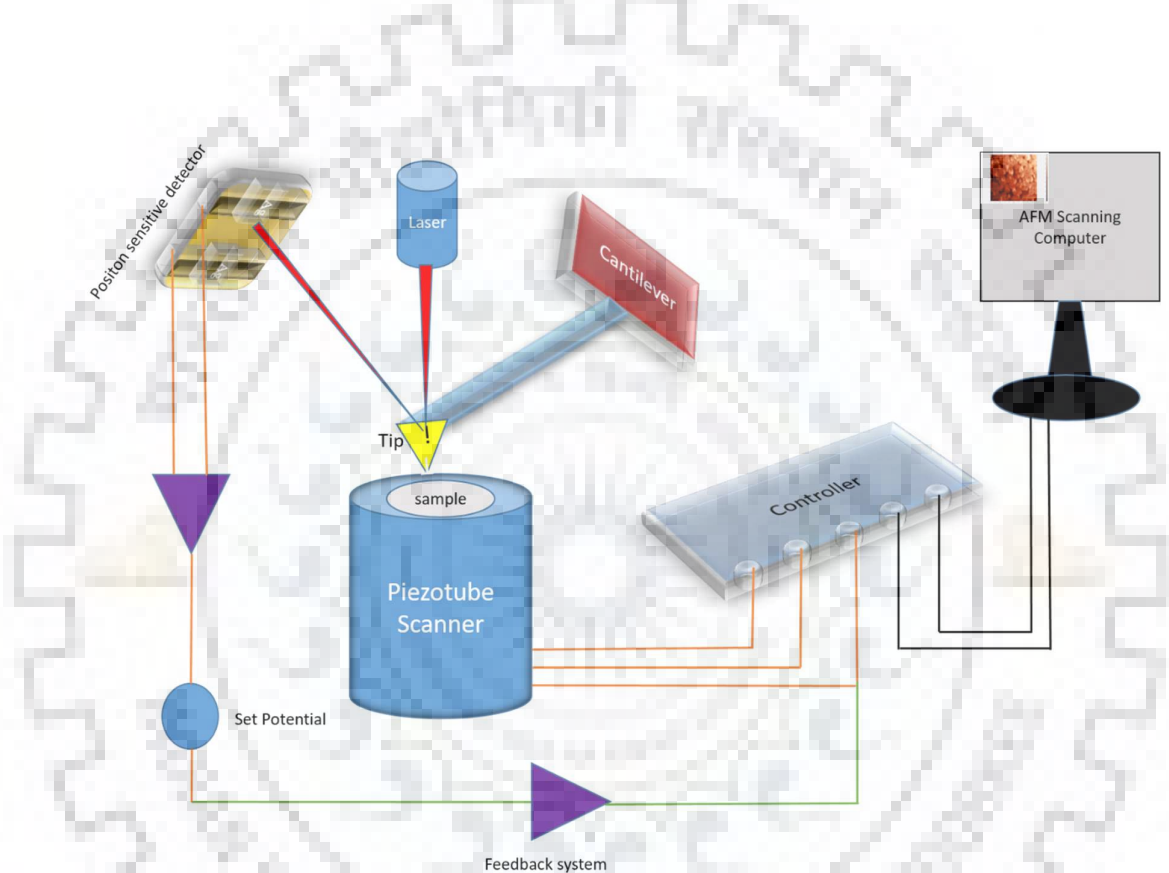 Positon sensitive detector
Laser
Cantilever
AFM Scanning
Computer
Tip
!
sample
Controller
Piezotube
Scanner
Set Potential
Feedback system